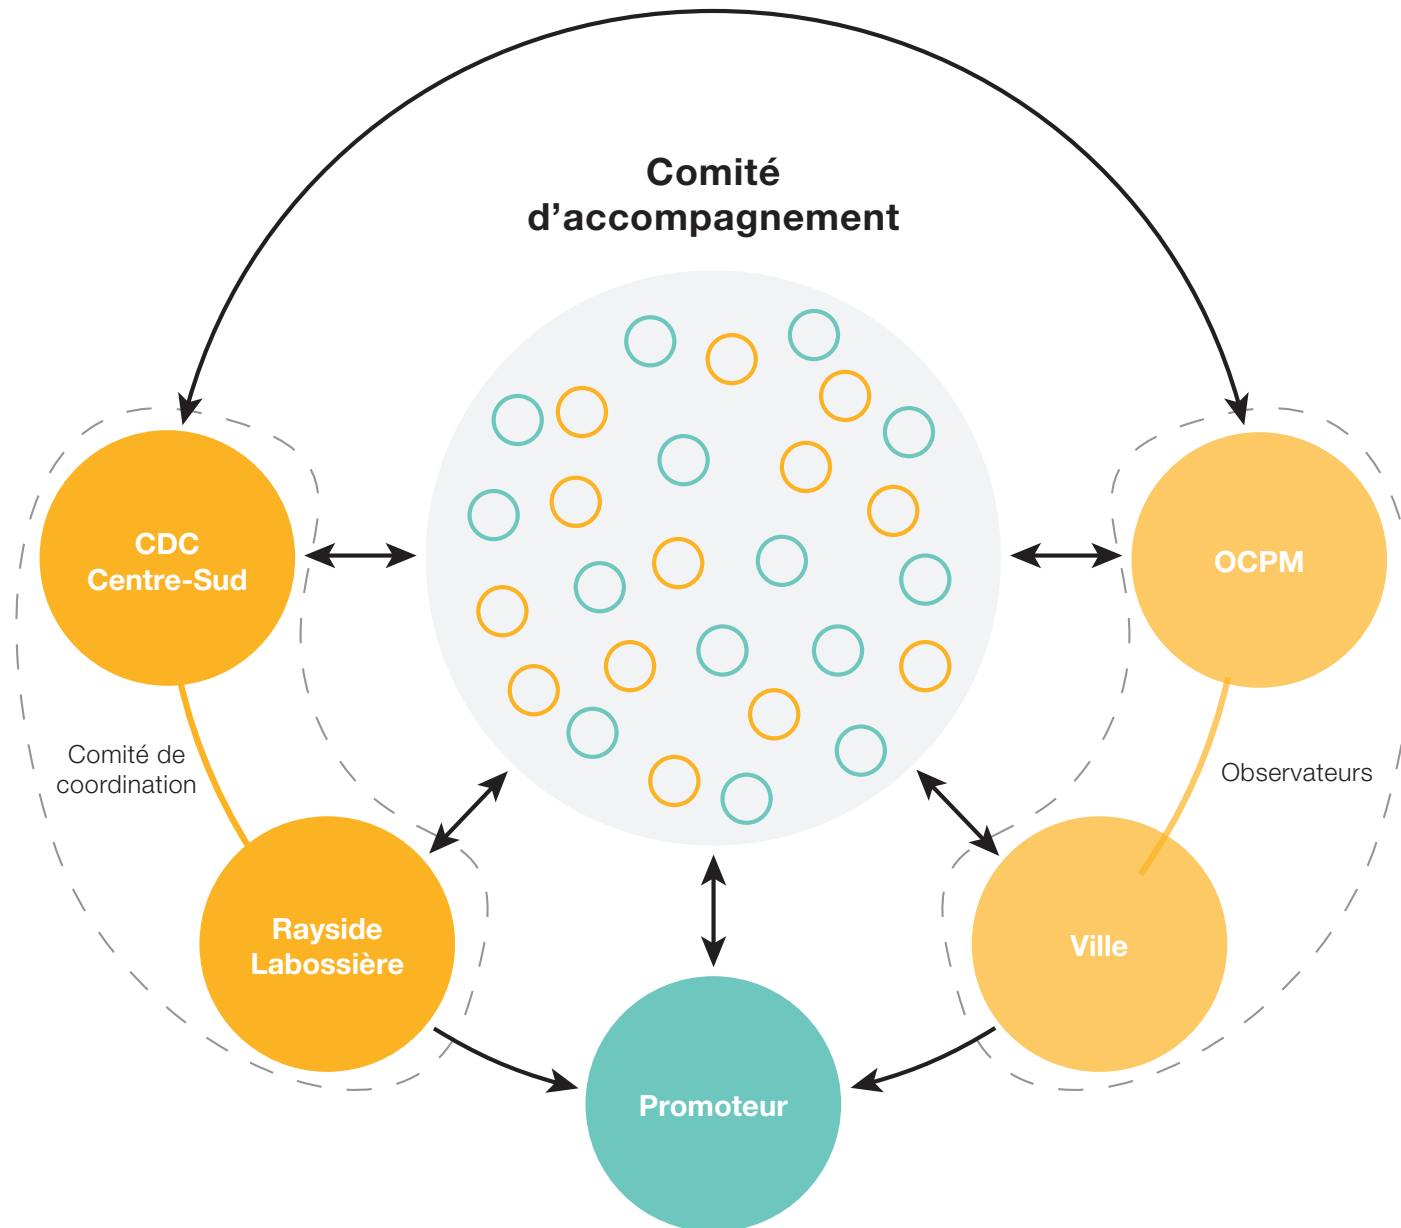 Comité
d’accompagnement
CDC
Centre-Sud
OCPM
Comité de
coordination
Observateurs
Rayside
Labossière
Ville
Promoteur